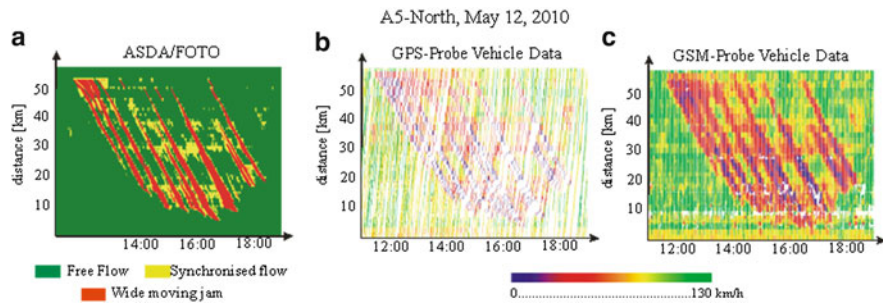 A5-North, May 12, 2010
a
ASDA/FOTO
distance [km]
50
40
30
20
10
14:00
16:00
18:00
Free Flow
Synchronised flow
Wide moving jam
b
GPS-Probe Vehicle Data
distance [km]
50
40
30
20
10
12:00
14:00
16:00
18:00
c
GSM-Probe Vehicle Data
distance [km]
50
40
30
20
10
12:00
14:00
16:00
18:00
0............................................130 km/h